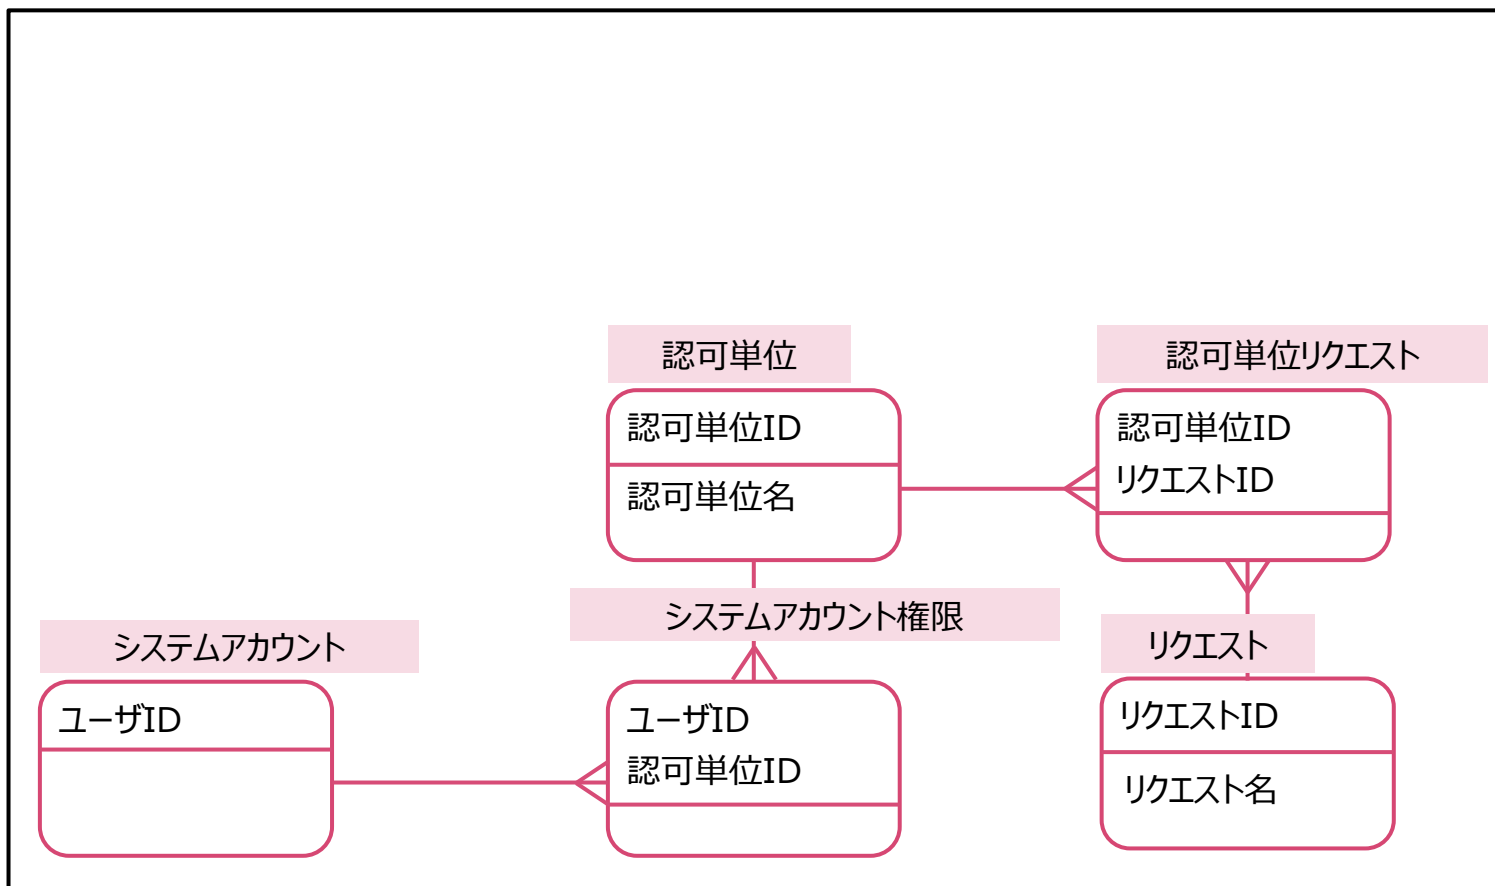 認可単位
認可単位ID
認可単位名
認可単位リクエスト
認可単位ID
リクエストID
システムアカウント
ユーザID
システムアカウント権限
ユーザID
認可単位ID
リクエスト
リクエストID
リクエスト名